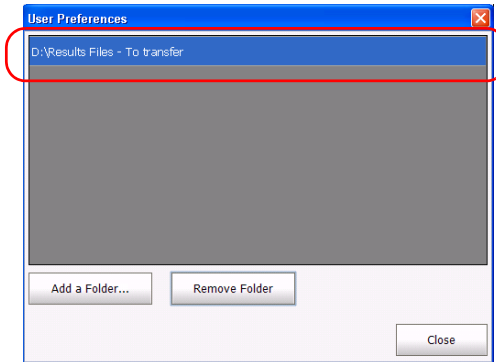 User Preferences
D:\Results Files - To transfer
Add a Folder...
Remove Folder
Close